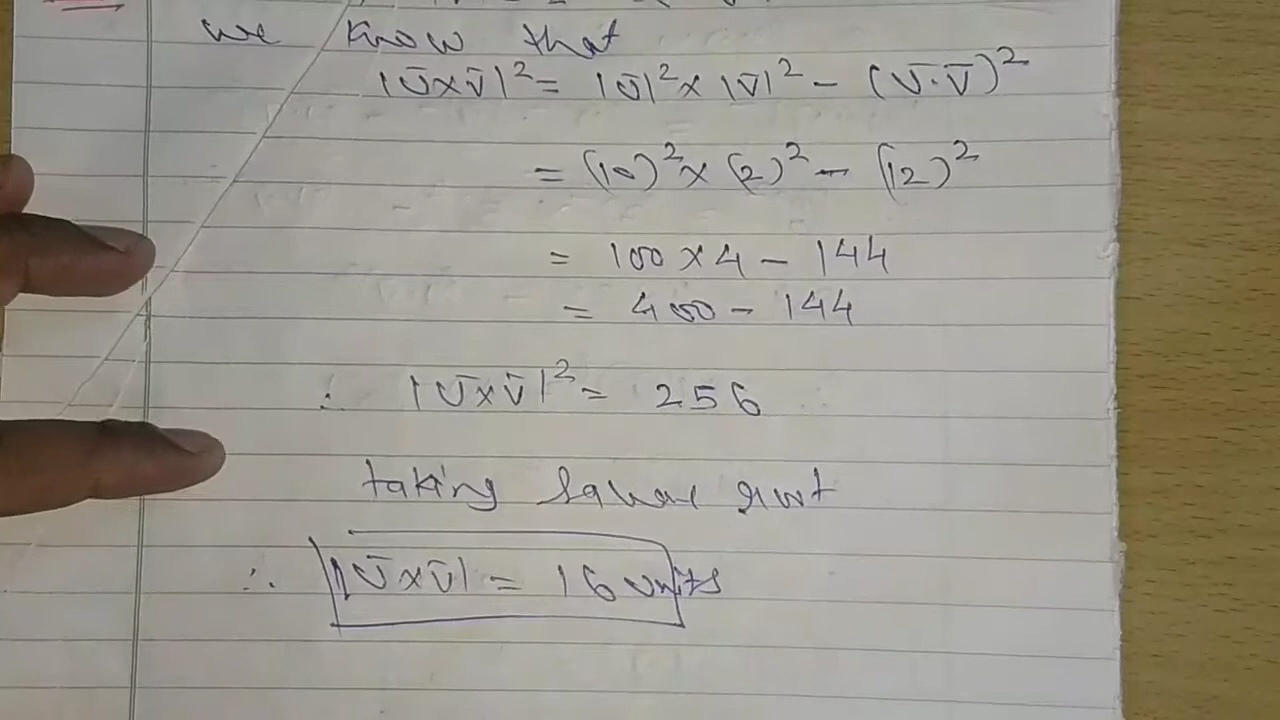 we know that
|Ū×v̄|² = |Ū|² × |v̄|² − (Ū·v̄)²
= (10)² × (2)² − (12)²
= 100 × 4 − 144
= 400 − 144
∴ |Ū×v̄|² = 256
taking square root
∴ |Ū×v̄| = 16 units